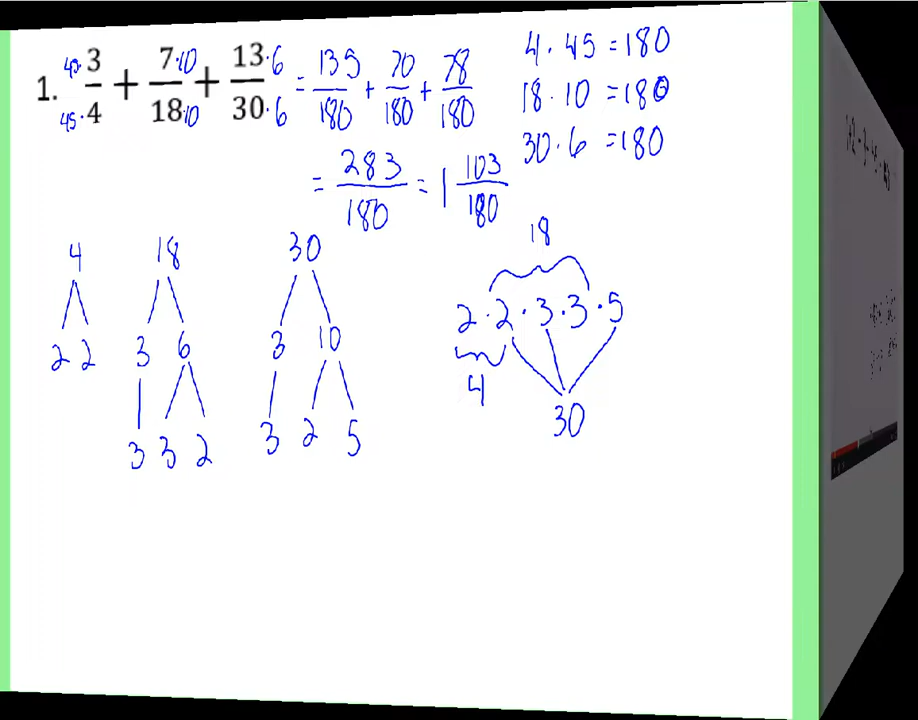 1. 45· 3/4 ·45 + 7·10/18·10 + 13·6/30·6 = 135/180 + 70/180 + 78/180
= 283/180 = 1 103/180
4 · 45 = 180
18 · 10 = 180
30 · 6 = 180
4
2 2
18
3 6
3 3 2
30
3 10
3 2 5
18
2 · 2 · 3 · 3 · 5
4
30